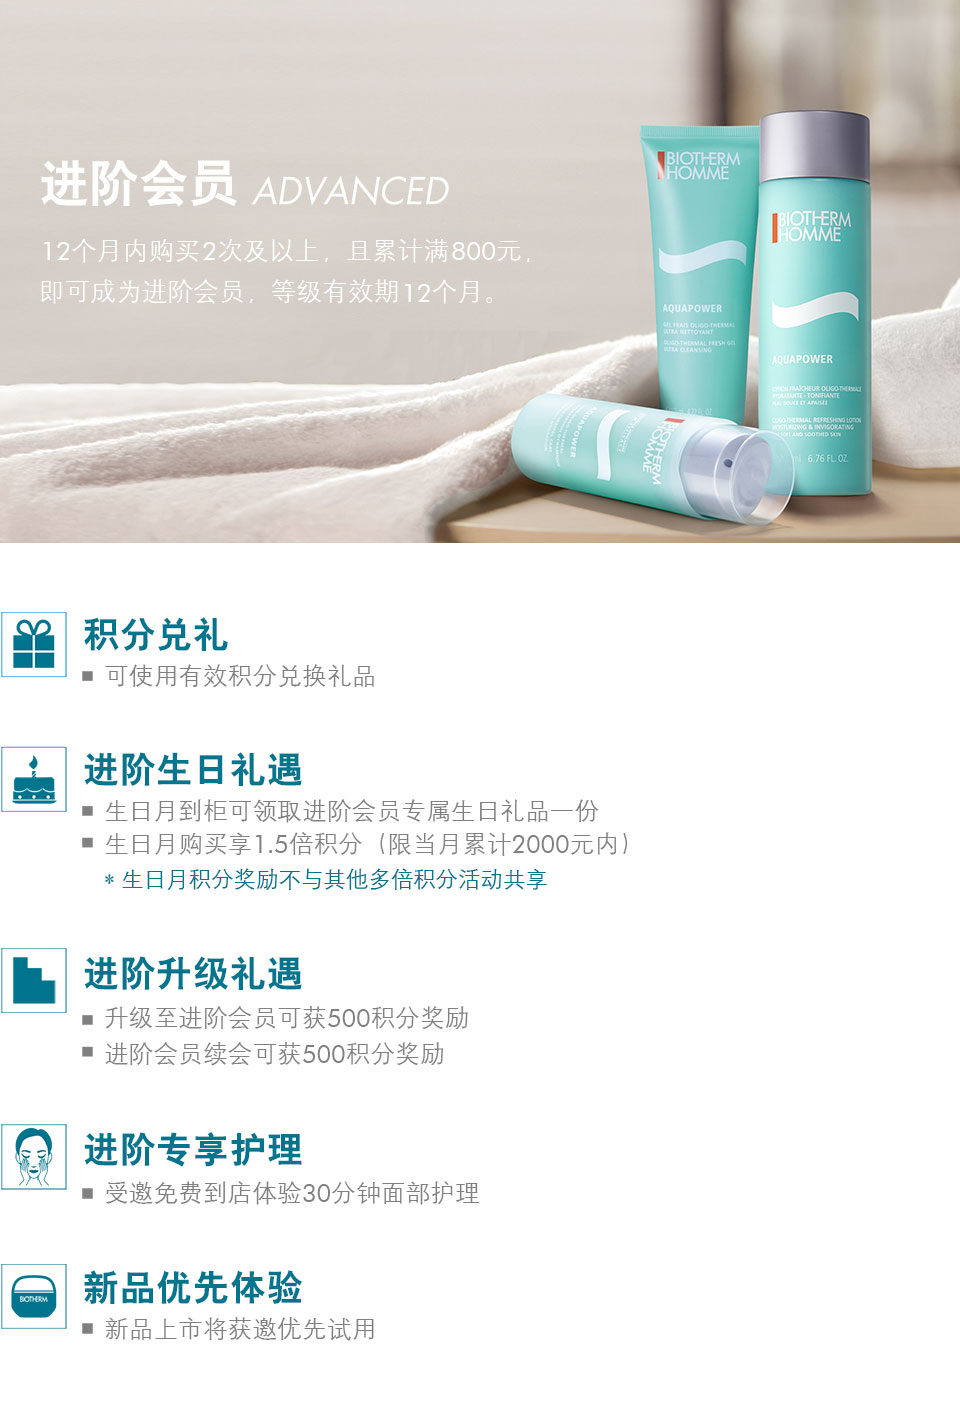 进阶会员 ADVANCED
12个月内购买2次及以上，且累计满800元，
即可成为进阶会员，等级有效期12个月。
BIOTHERM
HOMME
AQUAPOWER
GEL FRAIS OLIGO-THERMAL
ULTRA NETTOYANT
OLIGO-THERMAL FRESH GEL
ULTRA CLEANSING
BIOTHERM
HOMME
AQUAPOWER
LOTION FRAÎCHEUR OLIGO-THERMALE
HYDRATANTE - TONIFIANTE
PEAU DOUCE ET APAISÉE
OLIGO-THERMAL REFRESHING LOTION
MOISTURIZING & INVIGORATING
SOFT AND SOOTHED SKIN
ml 6.76 FL. OZ.
BIOTHERM
HOMME
AQUAPOWER
积分兑礼
可使用有效积分兑换礼品
进阶生日礼遇
生日月到柜可领取进阶会员专属生日礼品一份
生日月购买享1.5倍积分（限当月累计2000元内）
* 生日月积分奖励不与其他多倍积分活动共享
进阶升级礼遇
升级至进阶会员可获500积分奖励
进阶会员续会可获500积分奖励
进阶专享护理
受邀免费到店体验30分钟面部护理
BIOTHERM
新品优先体验
新品上市将获邀优先试用